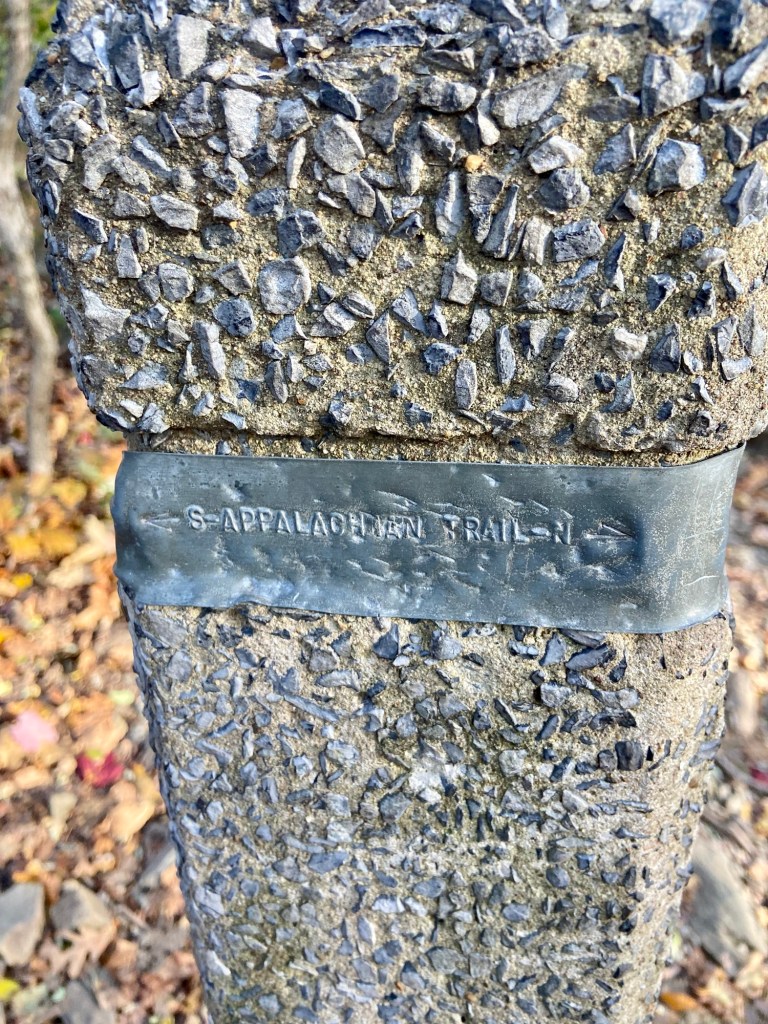 ← S-APPALACHIAN TRAIL-N →